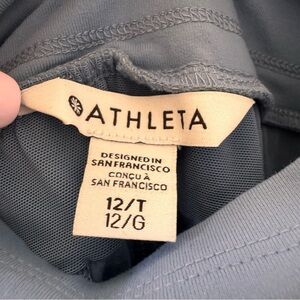 ATHLETA
DESIGNED IN
SAN FRANCISCO
CONÇU À
SAN FRANCISCO
12/T
12/G